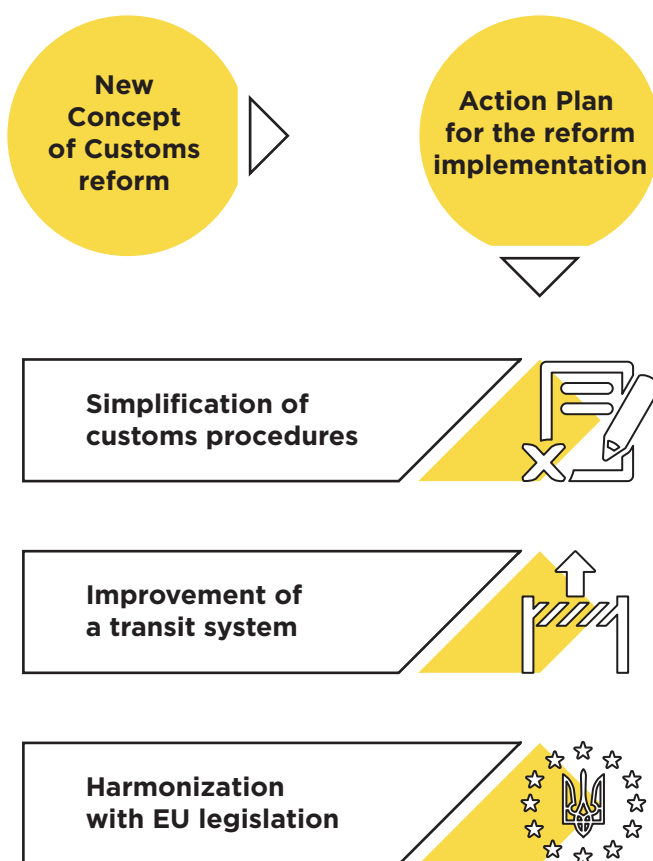 New
Concept
of Customs
reform
Action Plan
for the reform
implementation
Simplification of
customs procedures
Improvement of
a transit system
Harmonization
with EU legislation